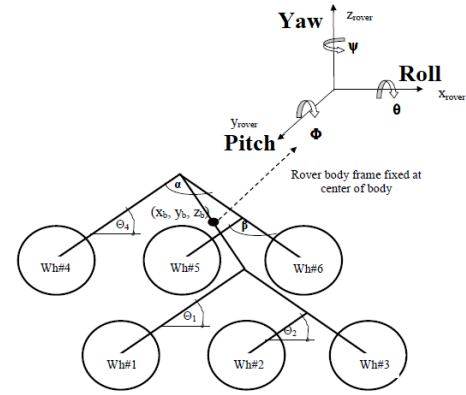 Yaw
z_rover
ψ
Roll
x_rover
θ
y_rover
Pitch
Φ
Rover body frame fixed at
center of body
α
(x_b, y_b, z_b)
β
Θ_4
Wh#4
Wh#5
Wh#6
Θ_1
Θ_2
Wh#1
Wh#2
Wh#3